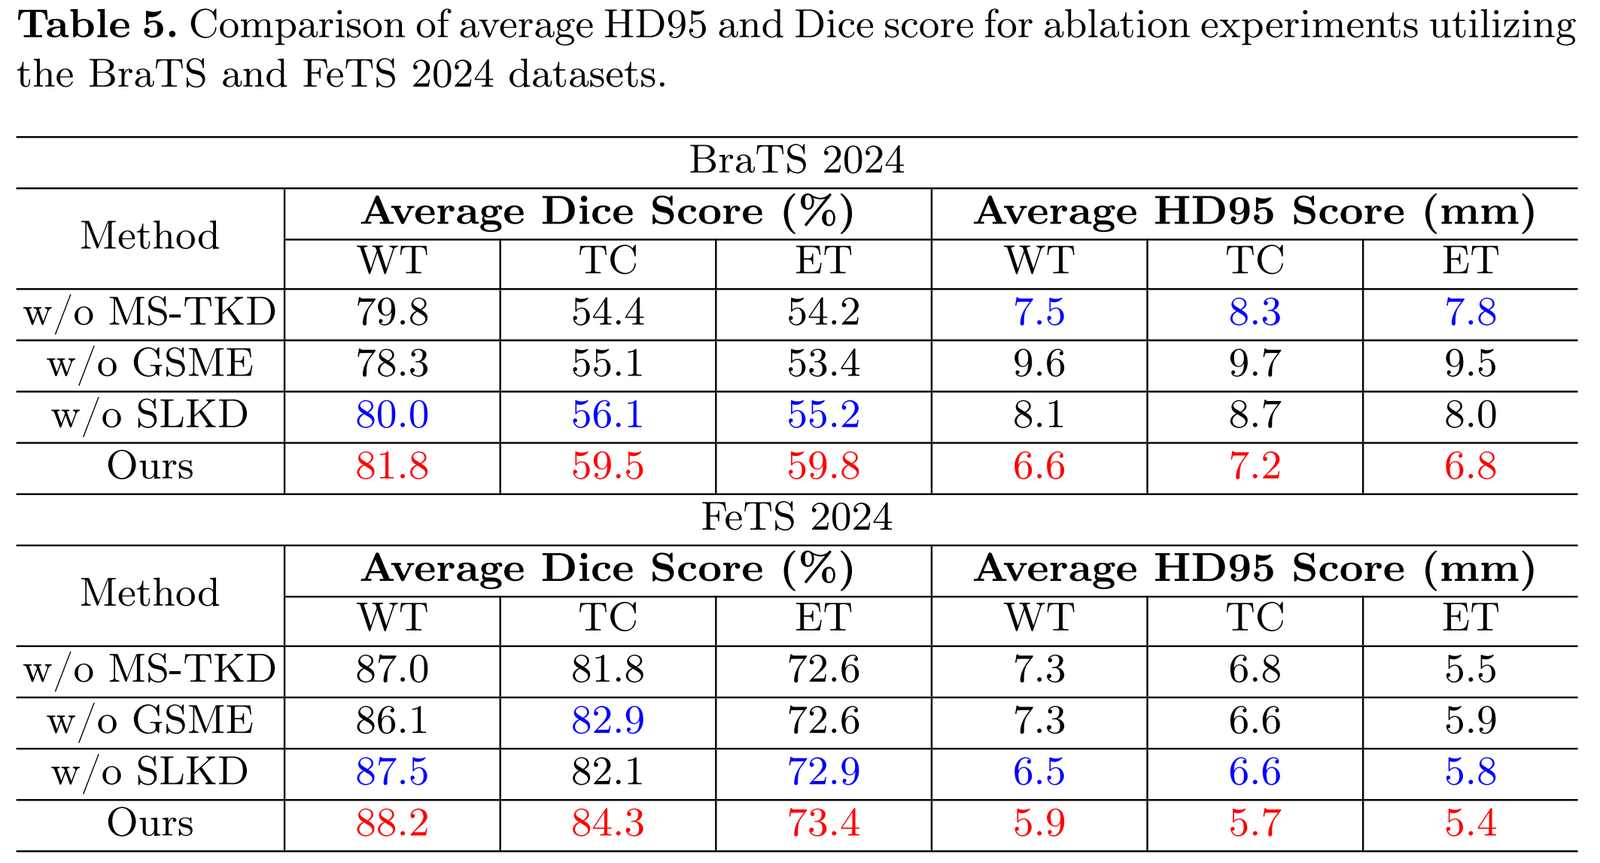 Table 5. Comparison of average HD95 and Dice score for ablation experiments utilizing
the BraTS and FeTS 2024 datasets.
BraTS 2024
Method Average Dice Score (%) Average HD95 Score (mm)
WT TC ET WT TC ET
w/o MS-TKD 79.8 54.4 54.2 7.5 8.3 7.8
w/o GSME 78.3 55.1 53.4 9.6 9.7 9.5
w/o SLKD 80.0 56.1 55.2 8.1 8.7 8.0
Ours 81.8 59.5 59.8 6.6 7.2 6.8
FeTS 2024
Method Average Dice Score (%) Average HD95 Score (mm)
WT TC ET WT TC ET
w/o MS-TKD 87.0 81.8 72.6 7.3 6.8 5.5
w/o GSME 86.1 82.9 72.6 7.3 6.6 5.9
w/o SLKD 87.5 82.1 72.9 6.5 6.6 5.8
Ours 88.2 84.3 73.4 5.9 5.7 5.4